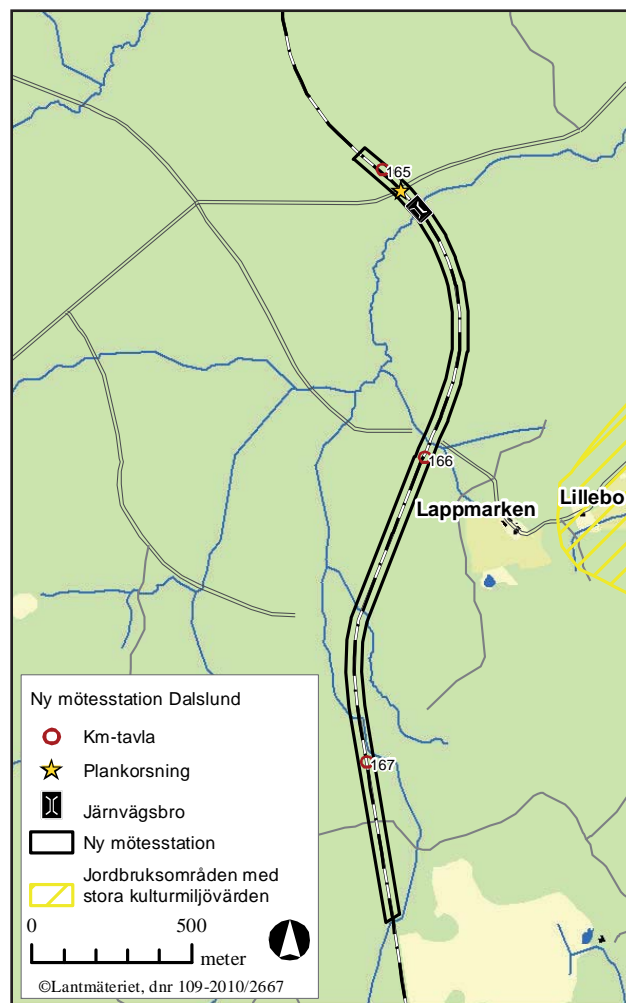 165
166
Lappmarken
Lillebo
167
Ny mötesstation Dalslund
Km-tavla
Plankorsning
Järnvägsbro
Ny mötesstation
Jordbruksområden med
stora kulturmiljövärden
0 500
meter
©Lantmäteriet, dnr 109-2010/2667